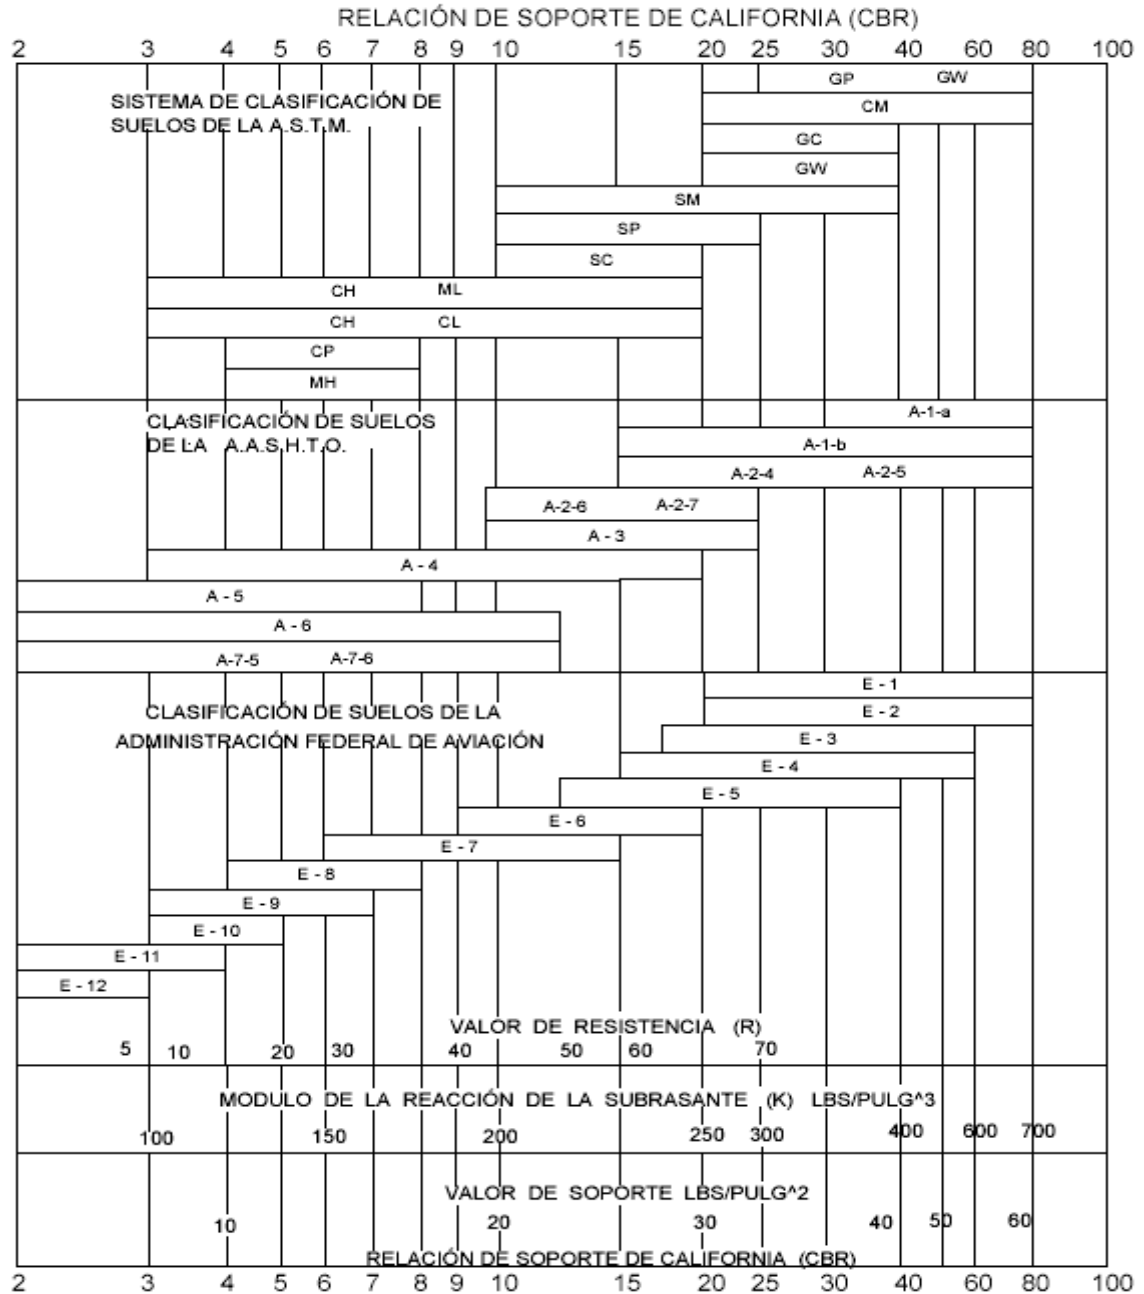 RELACIÓN DE SOPORTE DE CALIFORNIA (CBR)
2 3 4 5 6 7 8 9 10 15 20 25 30 40 60 80 100
GP GW
SISTEMA DE CLASIFICACIÓN DE
SUELOS DE LA A.S.T.M.
CM
GC
GW
SM
SP
SC
CH ML
CH CL
CP
MH
CLASIFICACIÓN DE SUELOS
DE LA A.A.S.H.T.O.
A-1-a
A-1-b
A-2-4 A-2-5
A-2-6 A-2-7
A - 3
A - 4
A - 5
A - 6
A-7-5 A-7-6
CLASIFICACIÓN DE SUELOS DE LA
ADMINISTRACIÓN FEDERAL DE AVIACIÓN
E - 1
E - 2
E - 3
E - 4
E - 5
E - 6
E - 7
E - 8
E - 9
E - 10
E - 11
E - 12
VALOR DE RESISTENCIA (R)
5 10 20 30 40 50 60 70
MODULO DE LA REACCIÓN DE LA SUBRASANTE (K) LBS/PULG^3
100 150 200 250 300 400 600 700
VALOR DE SOPORTE LBS/PULG^2
10 20 30 40 50 60
RELACIÓN DE SOPORTE DE CALIFORNIA (CBR)
2 3 4 5 6 7 8 9 10 15 20 25 30 40 60 80 100